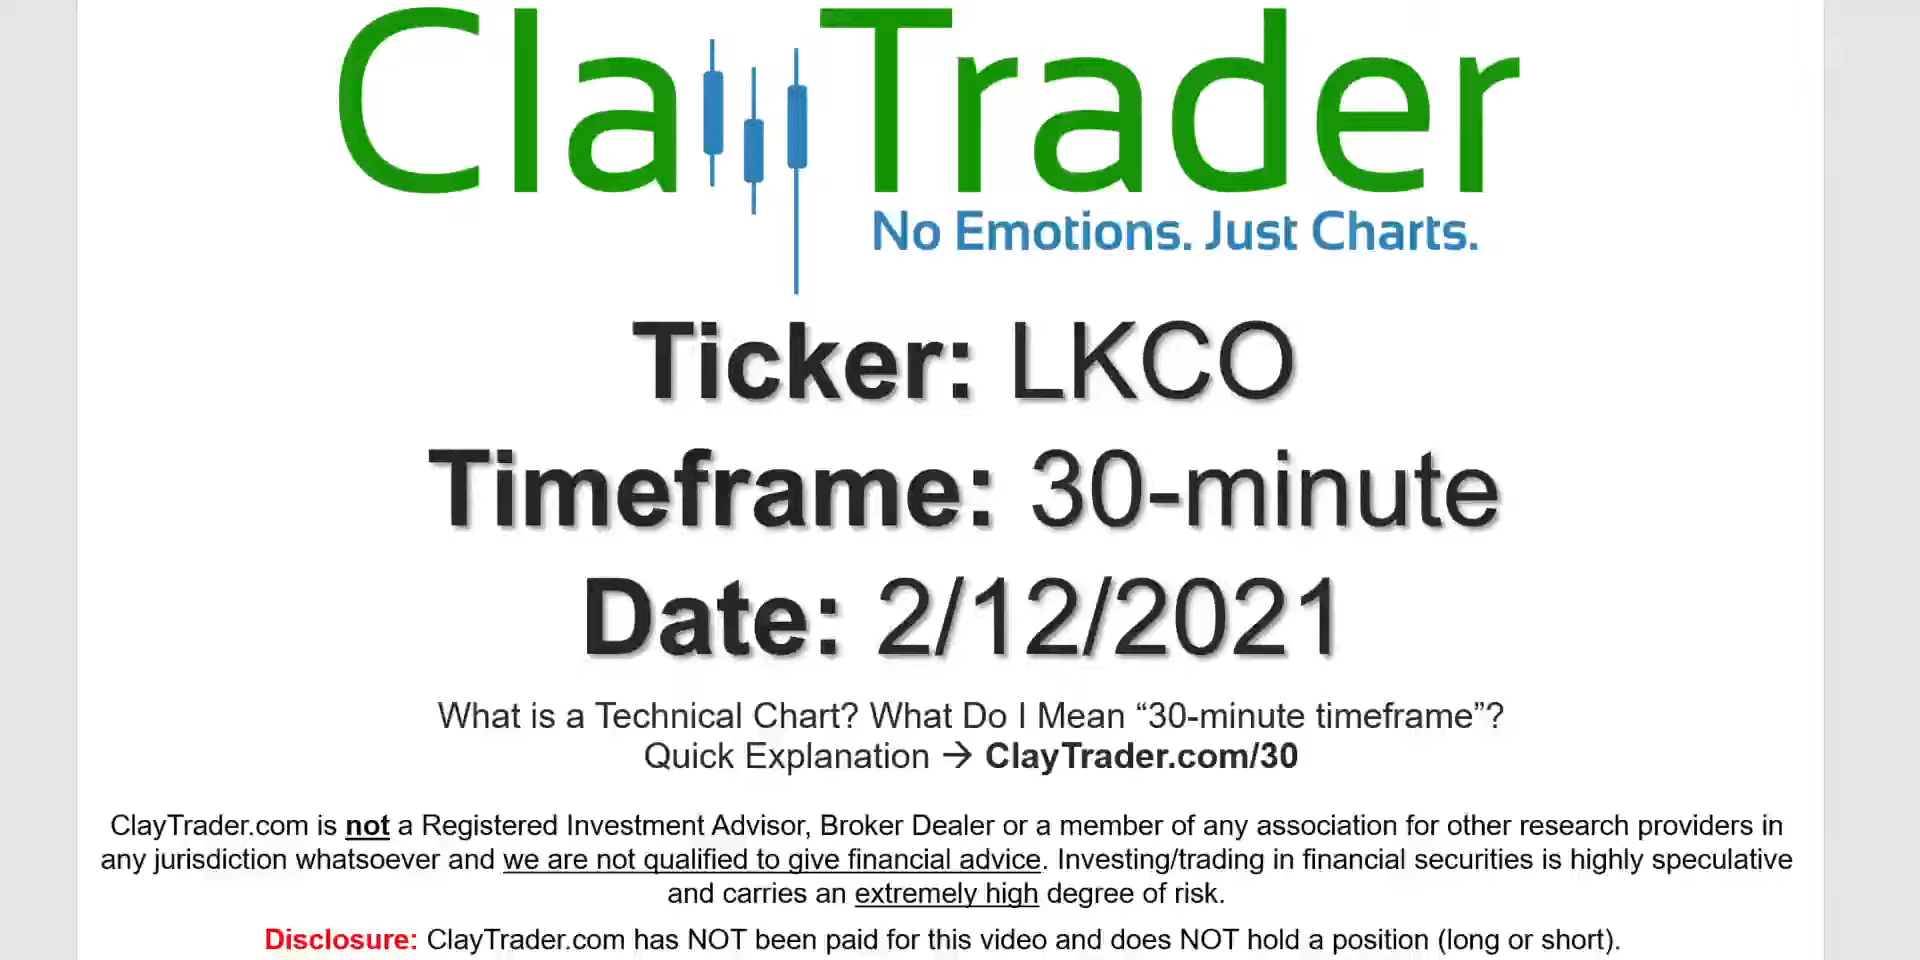 ClayTrader
No Emotions. Just Charts.
Ticker: LKCO
Timeframe: 30-minute
Date: 2/12/2021
What is a Technical Chart? What Do I Mean “30-minute timeframe”?
Quick Explanation → ClayTrader.com/30
ClayTrader.com is not a Registered Investment Advisor, Broker Dealer or a member of any association for other research providers in
any jurisdiction whatsoever and we are not qualified to give financial advice. Investing/trading in financial securities is highly speculative
and carries an extremely high degree of risk.
Disclosure: ClayTrader.com has NOT been paid for this video and does NOT hold a position (long or short).